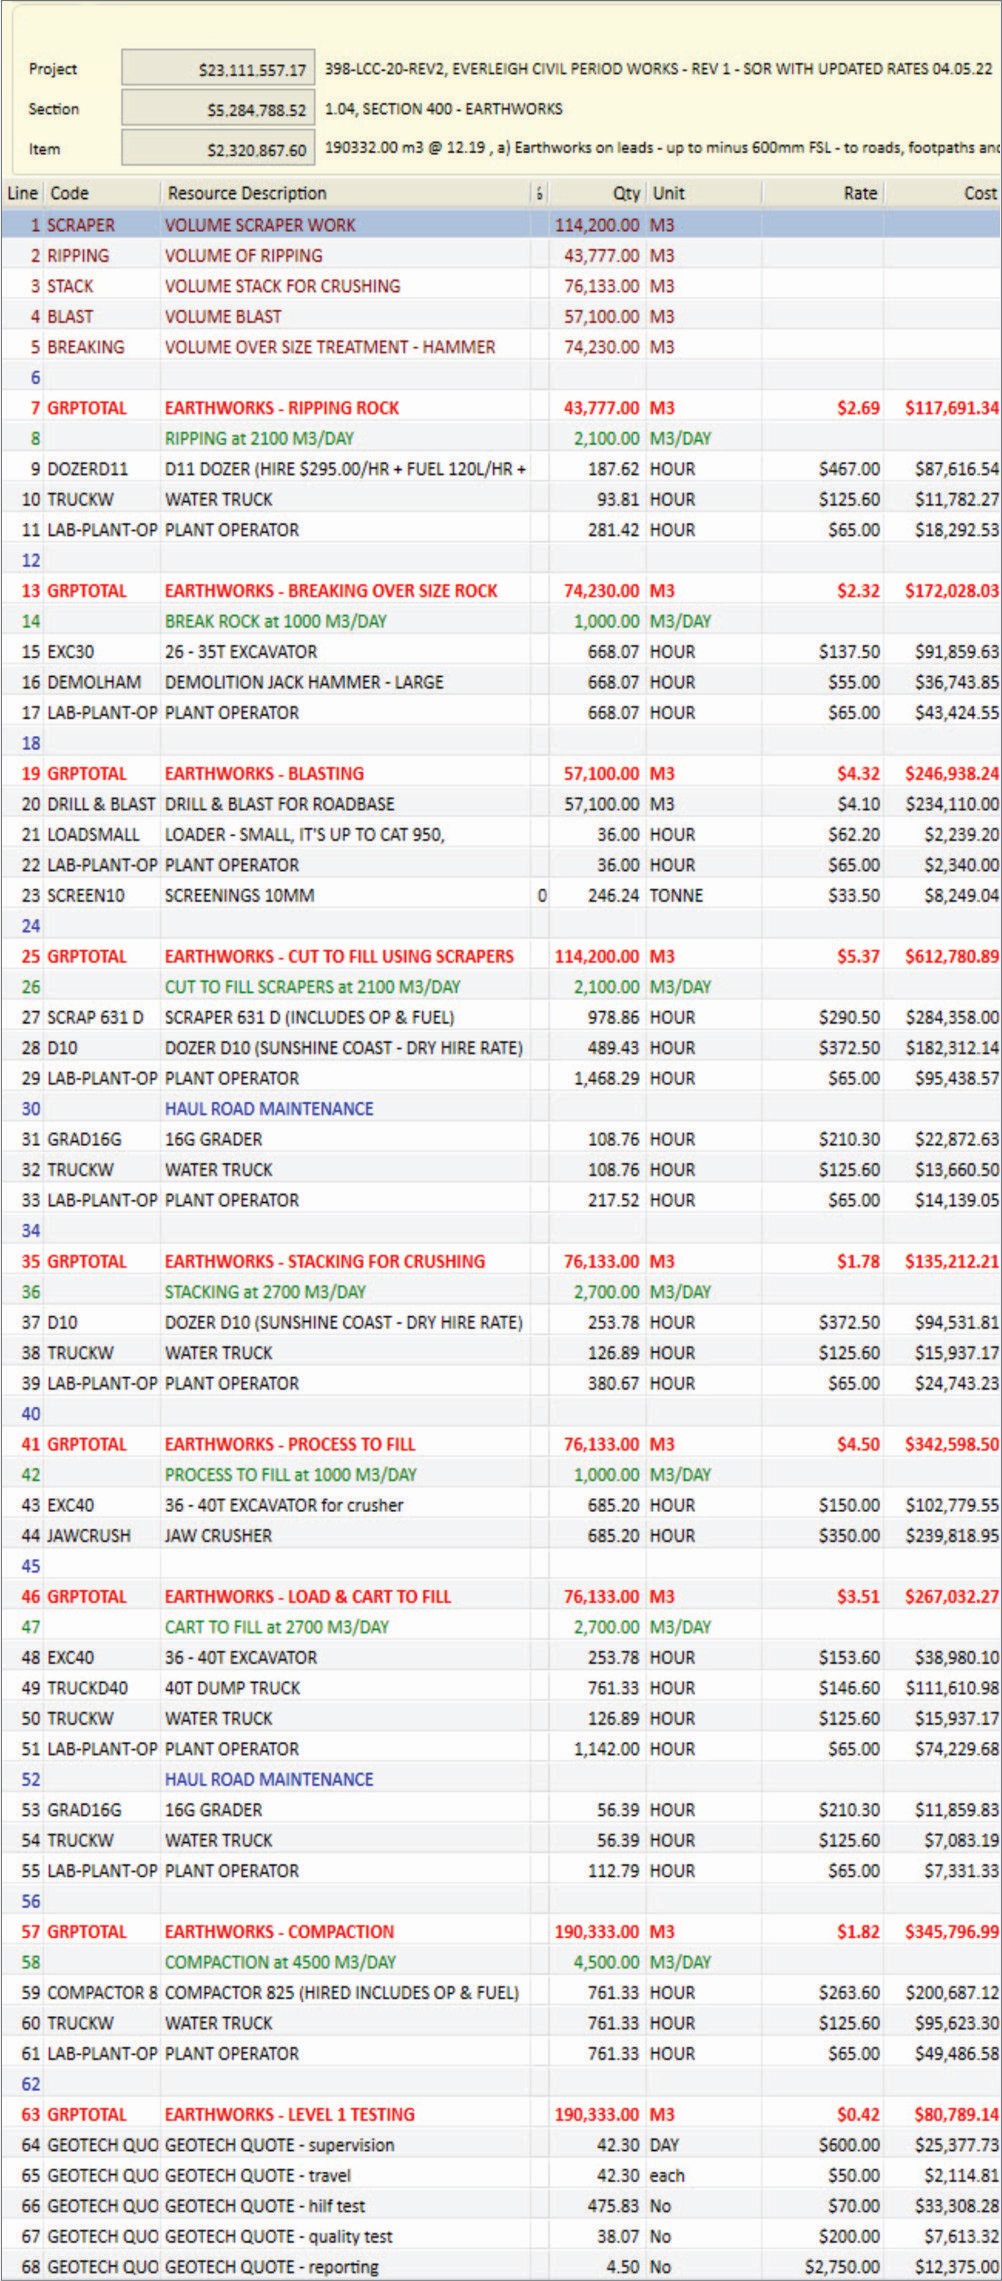 Project $23,111,557.17 398-LCC-20-REV2, EVERLEIGH CIVIL PERIOD WORKS - REV 1 - SOR WITH UPDATED RATES 04.05.22
Section $5,284,788.52 1.04, SECTION 400 - EARTHWORKS
Item $2,320,867.60 190332.00 m3 @ 12.19 , a) Earthworks on leads - up to minus 600mm FSL - to roads, footpaths and
Line Code Resource Description Qty Unit Rate Cost
1 SCRAPER VOLUME SCRAPER WORK 114,200.00 M3
2 RIPPING VOLUME OF RIPPING 43,777.00 M3
3 STACK VOLUME STACK FOR CRUSHING 76,133.00 M3
4 BLAST VOLUME BLAST 57,100.00 M3
5 BREAKING VOLUME OVER SIZE TREATMENT - HAMMER 74,230.00 M3
6
7 GRPTOTAL EARTHWORKS - RIPPING ROCK 43,777.00 M3 $2.69 $117,691.34
8 RIPPING at 2100 M3/DAY 2,100.00 M3/DAY
9 DOZERD11 D11 DOZER (HIRE $295.00/HR + FUEL 120L/HR + 187.62 HOUR $467.00 $87,616.54
10 TRUCKW WATER TRUCK 93.81 HOUR $125.60 $11,782.27
11 LAB-PLANT-OP PLANT OPERATOR 281.42 HOUR $65.00 $18,292.53
12
13 GRPTOTAL EARTHWORKS - BREAKING OVER SIZE ROCK 74,230.00 M3 $2.32 $172,028.03
14 BREAK ROCK at 1000 M3/DAY 1,000.00 M3/DAY
15 EXC30 26 - 35T EXCAVATOR 668.07 HOUR $137.50 $91,859.63
16 DEMOLHAM DEMOLITION JACK HAMMER - LARGE 668.07 HOUR $55.00 $36,743.85
17 LAB-PLANT-OP PLANT OPERATOR 668.07 HOUR $65.00 $43,424.55
18
19 GRPTOTAL EARTHWORKS - BLASTING 57,100.00 M3 $4.32 $246,938.24
20 DRILL & BLAST DRILL & BLAST FOR ROADBASE 57,100.00 M3 $4.10 $234,110.00
21 LOADSMALL LOADER - SMALL, IT'S UP TO CAT 950, 36.00 HOUR $62.20 $2,239.20
22 LAB-PLANT-OP PLANT OPERATOR 36.00 HOUR $65.00 $2,340.00
23 SCREEN10 SCREENINGS 10MM 0 246.24 TONNE $33.50 $8,249.04
24
25 GRPTOTAL EARTHWORKS - CUT TO FILL USING SCRAPERS 114,200.00 M3 $5.37 $612,780.89
26 CUT TO FILL SCRAPERS at 2100 M3/DAY 2,100.00 M3/DAY
27 SCRAP 631 D SCRAPER 631 D (INCLUDES OP & FUEL) 978.86 HOUR $290.50 $284,358.00
28 D10 DOZER D10 (SUNSHINE COAST - DRY HIRE RATE) 489.43 HOUR $372.50 $182,312.14
29 LAB-PLANT-OP PLANT OPERATOR 1,468.29 HOUR $65.00 $95,438.57
30 HAUL ROAD MAINTENANCE
31 GRAD16G 16G GRADER 108.76 HOUR $210.30 $22,872.63
32 TRUCKW WATER TRUCK 108.76 HOUR $125.60 $13,660.50
33 LAB-PLANT-OP PLANT OPERATOR 217.52 HOUR $65.00 $14,139.05
34
35 GRPTOTAL EARTHWORKS - STACKING FOR CRUSHING 76,133.00 M3 $1.78 $135,212.21
36 STACKING at 2700 M3/DAY 2,700.00 M3/DAY
37 D10 DOZER D10 (SUNSHINE COAST - DRY HIRE RATE) 253.78 HOUR $372.50 $94,531.81
38 TRUCKW WATER TRUCK 126.89 HOUR $125.60 $15,937.17
39 LAB-PLANT-OP PLANT OPERATOR 380.67 HOUR $65.00 $24,743.23
40
41 GRPTOTAL EARTHWORKS - PROCESS TO FILL 76,133.00 M3 $4.50 $342,598.50
42 PROCESS TO FILL at 1000 M3/DAY 1,000.00 M3/DAY
43 EXC40 36 - 40T EXCAVATOR for crusher 685.20 HOUR $150.00 $102,779.55
44 JAWCRUSH JAW CRUSHER 685.20 HOUR $350.00 $239,818.95
45
46 GRPTOTAL EARTHWORKS - LOAD & CART TO FILL 76,133.00 M3 $3.51 $267,032.27
47 CART TO FILL at 2700 M3/DAY 2,700.00 M3/DAY
48 EXC40 36 - 40T EXCAVATOR 253.78 HOUR $153.60 $38,980.10
49 TRUCKD40 40T DUMP TRUCK 761.33 HOUR $146.60 $111,610.98
50 TRUCKW WATER TRUCK 126.89 HOUR $125.60 $15,937.17
51 LAB-PLANT-OP PLANT OPERATOR 1,142.00 HOUR $65.00 $74,229.68
52 HAUL ROAD MAINTENANCE
53 GRAD16G 16G GRADER 56.39 HOUR $210.30 $11,859.83
54 TRUCKW WATER TRUCK 56.39 HOUR $125.60 $7,083.19
55 LAB-PLANT-OP PLANT OPERATOR 112.79 HOUR $65.00 $7,331.33
56
57 GRPTOTAL EARTHWORKS - COMPACTION 190,333.00 M3 $1.82 $345,796.99
58 COMPACTION at 4500 M3/DAY 4,500.00 M3/DAY
59 COMPACTOR 8 COMPACTOR 825 (HIRED INCLUDES OP & FUEL) 761.33 HOUR $263.60 $200,687.12
60 TRUCKW WATER TRUCK 761.33 HOUR $125.60 $95,623.30
61 LAB-PLANT-OP PLANT OPERATOR 761.33 HOUR $65.00 $49,486.58
62
63 GRPTOTAL EARTHWORKS - LEVEL 1 TESTING 190,333.00 M3 $0.42 $80,789.14
64 GEOTECH QUO GEOTECH QUOTE - supervision 42.30 DAY $600.00 $25,377.73
65 GEOTECH QUO GEOTECH QUOTE - travel 42.30 each $50.00 $2,114.81
66 GEOTECH QUO GEOTECH QUOTE - hilf test 475.83 No $70.00 $33,308.28
67 GEOTECH QUO GEOTECH QUOTE - quality test 38.07 No $200.00 $7,613.32
68 GEOTECH QUO GEOTECH QUOTE - reporting 4.50 No $2,750.00 $12,375.00